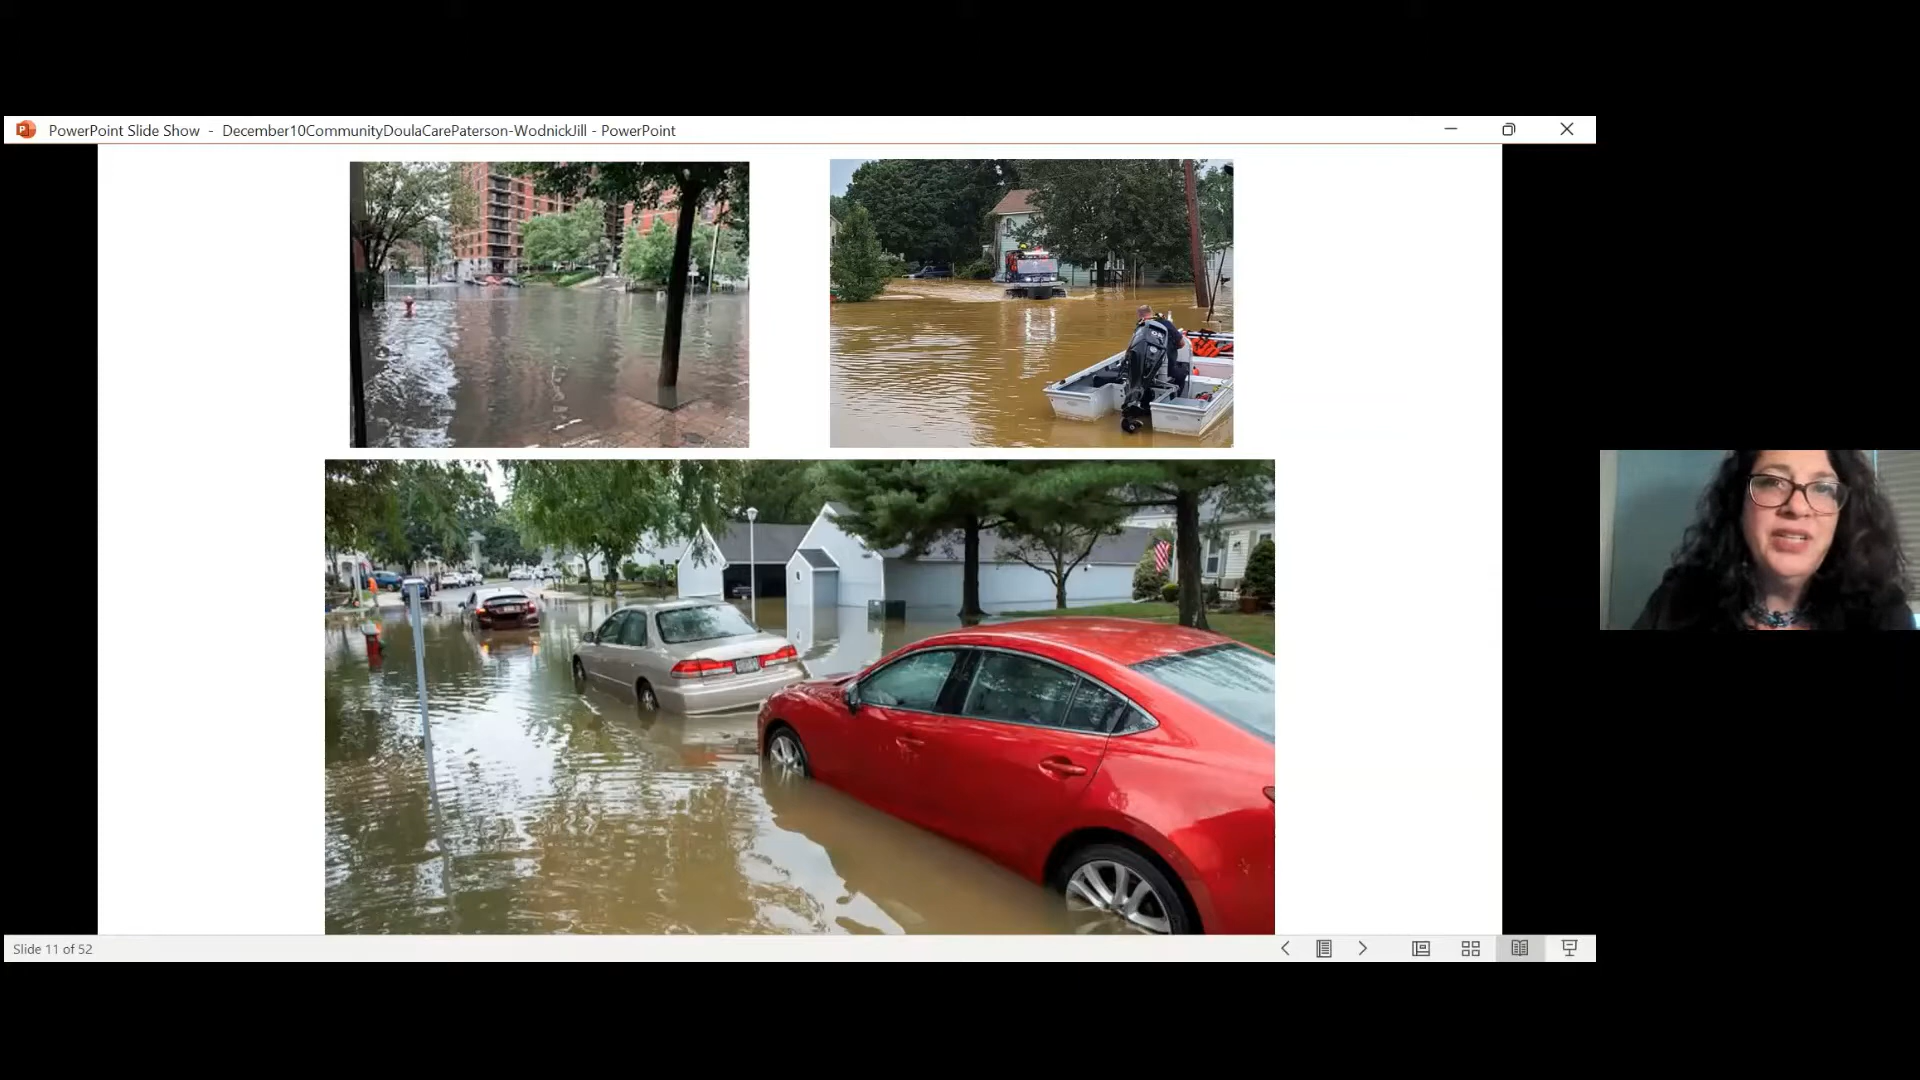 PowerPoint Slide Show - December10CommunityDoulaCarePaterson-WodnickJill - PowerPoint
Slide 11 of 52